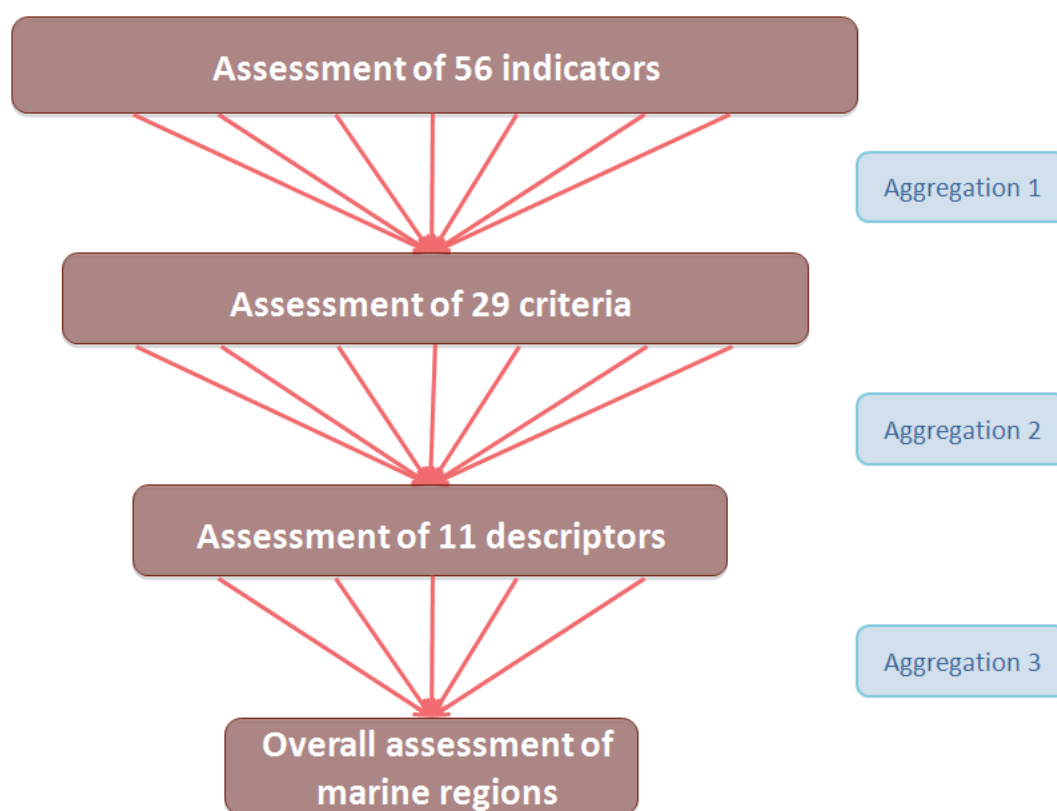 Assessment of 56 indicators
Aggregation 1
Assessment of 29 criteria
Aggregation 2
Assessment of 11 descriptors
Aggregation 3
Overall assessment of
marine regions